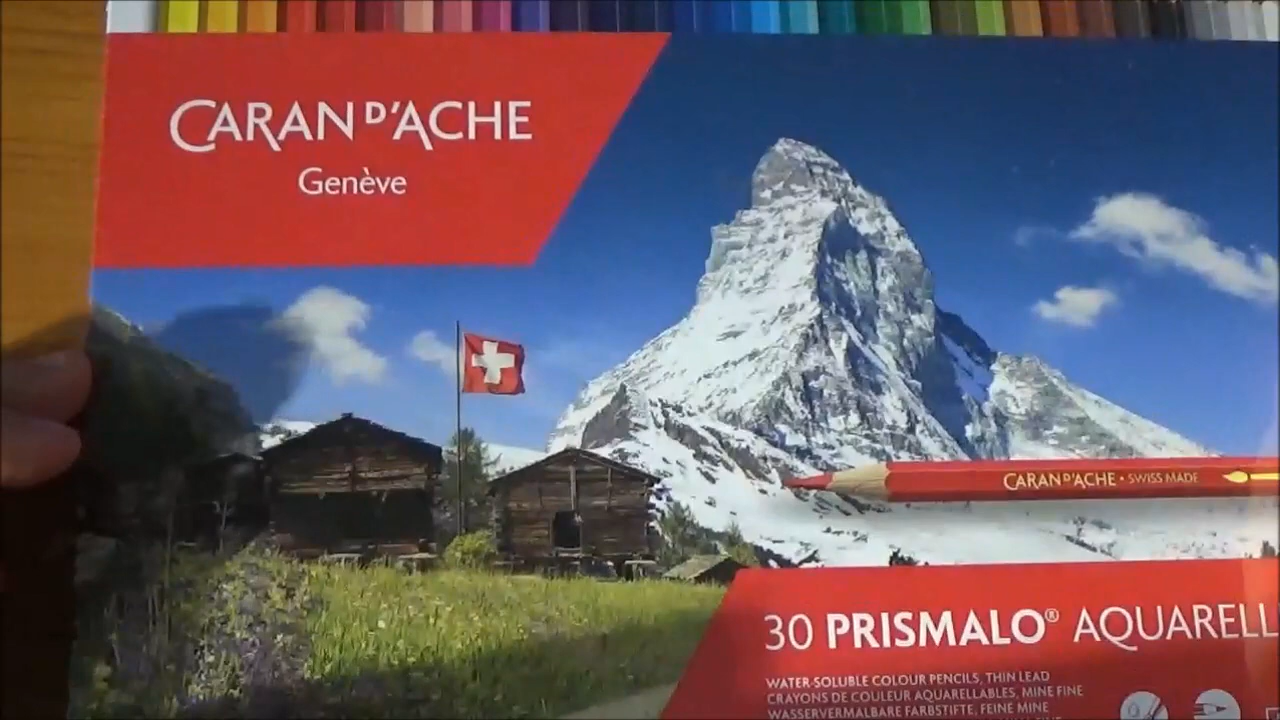 CARAN D'ACHE
Genève
CARAN D'ACHE • SWISS MADE
30 PRISMALO® AQUARELL
WATER-SOLUBLE COLOUR PENCILS, THIN LEAD
CRAYONS DE COULEUR AQUARELLABLES, MINE FINE
WASSERVERMALBARE FARBSTIFTE, FEINE MINE